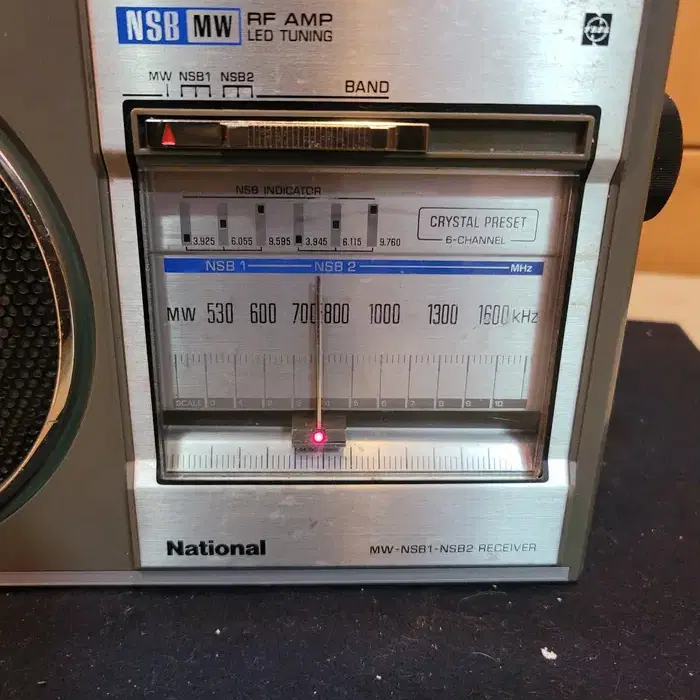 NSB MW RF AMP
LED TUNING
MW NSB1 NSB2 BAND
NSB INDICATOR
3.925 6.055 9.595 3.945 6.115 9.760
CRYSTAL PRESET
6-CHANNEL
NSB 1 NSB 2 MHz
MW 530 600 700 800 1000 1300 1600 kHz
SCALE 0 1 2 3 4 5 6 7 8 9 10
National MW-NSB1-NSB2 RECEIVER